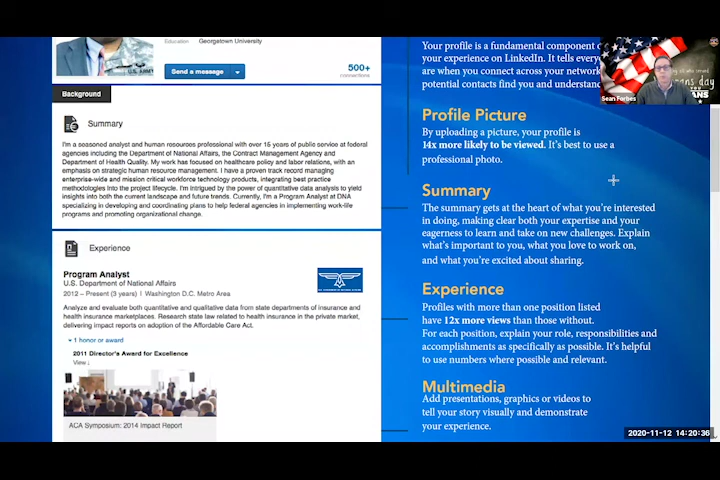 Education Georgetown University
500+
connections
Send a message
U.S. ARMY
Background
Summary
I'm a seasoned analyst and human resources professional with over 15 years of public service at federal
agencies including the Department of National Affairs, the Contract Management Agency and
Department of Health Quality. My work has focused on healthcare policy and labor relations, with an
emphasis on strategic human resource management. I have a proven track record managing
enterprise-wide and mission critical workforce technology products, integrating best practice
methodologies into the project lifecycle. I'm intrigued by the power of quantitative data analysis to yield
insights into both the current landscape and future trends. Currently, I'm a Program Analyst at DNA
specializing in developing and coordinating plans to help federal agencies in implementing work-life
programs and promoting organizational change.
Experience
Program Analyst
U.S. Department of National Affairs
2012 – Present (3 years) | Washington D.C. Metro Area
Analyze and evaluate both quantitative and qualitative data from state departments of insurance and
health insurance marketplaces. Research state law related to health insurance in the private market,
delivering impact reports on adoption of the Affordable Care Act.
1 honor or award
2011 Director's Award for Excellence
View↓
ACA Symposium: 2014 Impact Report
Your profile is a fundamental component
your experience on LinkedIn. It tells
are when you connect across your network
potential contacts find you and
Profile Picture
By uploading a picture, your profile is
14x more likely to be viewed. It's best to use a
professional photo.
Summary
The summary gets at the heart of what you're interested
in doing, making clear both your expertise and your
eagerness to learn and take on new challenges. Explain
what's important to you, what you love to work on,
and what you're excited about sharing.
Experience
Profiles with more than one position listed
have 12x more views than those without.
For each position, explain your role, responsibilities and
accomplishments as specifically as possible. It's helpful
to use numbers where possible and relevant.
Multimedia
Add presentations, graphics or videos to
tell your story visually and demonstrate
your experience.
Sean Forbes
2020-11-12 14:20:36